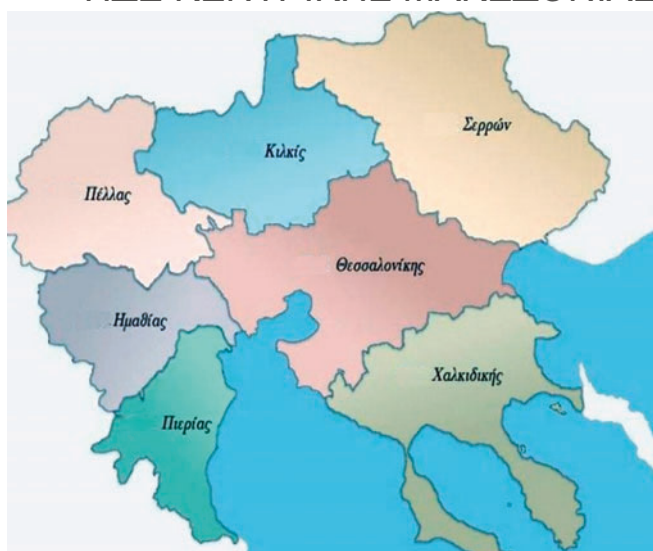 Σερρών
Κιλκίς
Πέλλας
Θεσσαλονίκης
Ημαθίας
Χαλκιδικής
Πιερίας